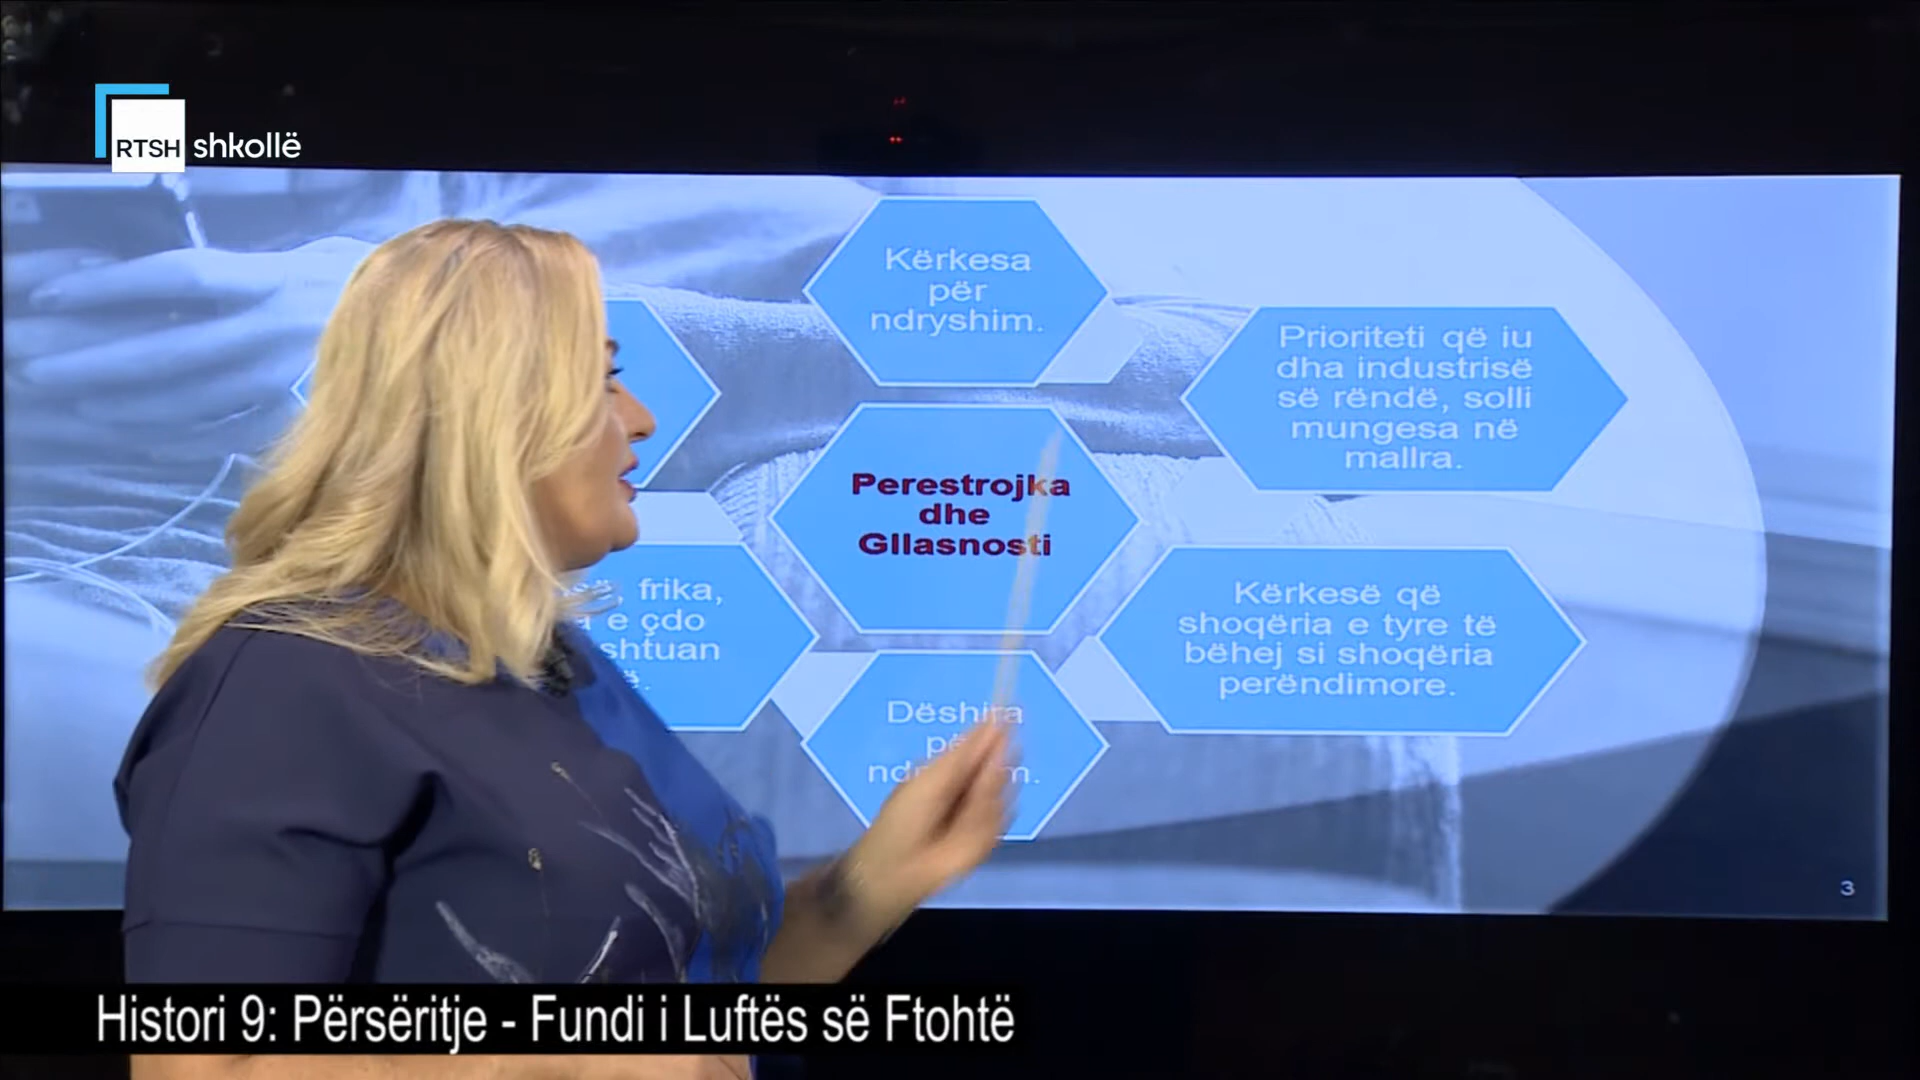 RTSH shkollë
Kërkesa
për
ndryshim.
Prioriteti që iu
dha industrisë
së rëndë, solli
mungesa në
mallra.
Perestrojka
dhe
Gllasnosti
frika,
e çdo
Kërkesë që
shoqëria e tyre të
bëhej si shoqëria
perëndimore.
Dëshira
3
Histori 9: Përsëritje - Fundi i Luftës së Ftohtë